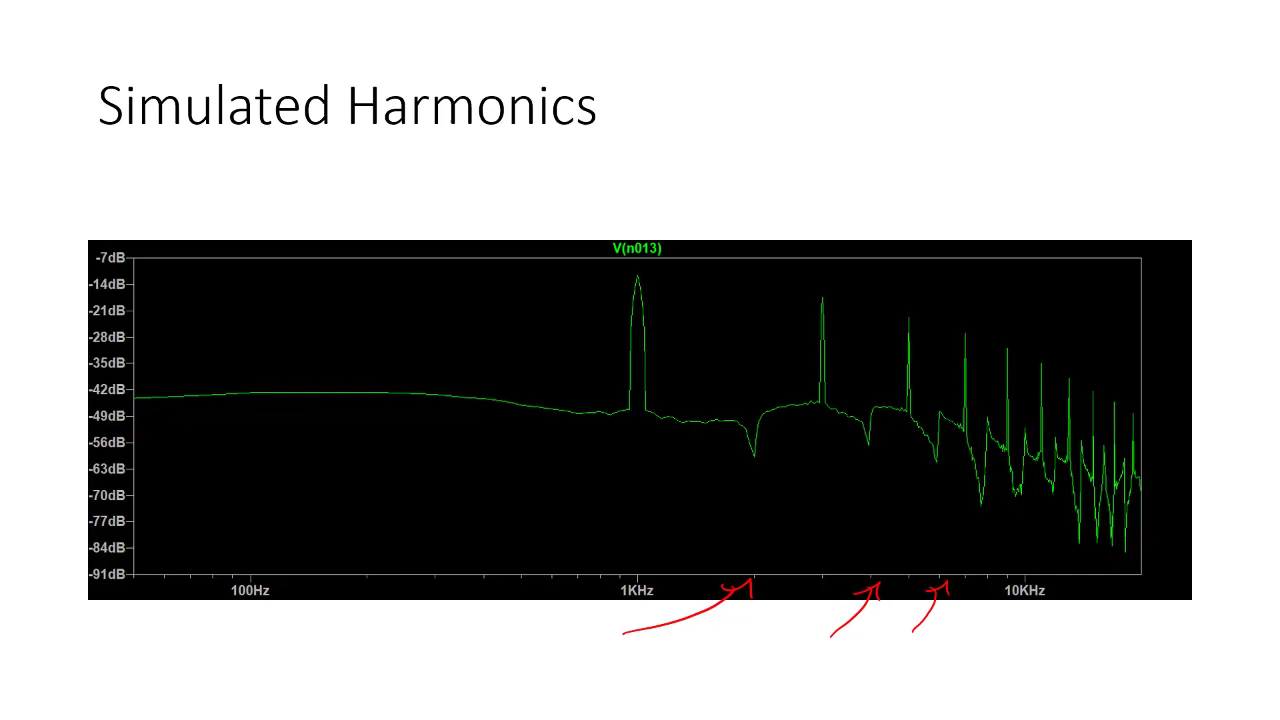 Simulated Harmonics
V(n013)
-7dB
-14dB
-21dB
-28dB
-35dB
-42dB
-49dB
-56dB
-63dB
-70dB
-77dB
-84dB
-91dB
100Hz 1KHz 10KHz